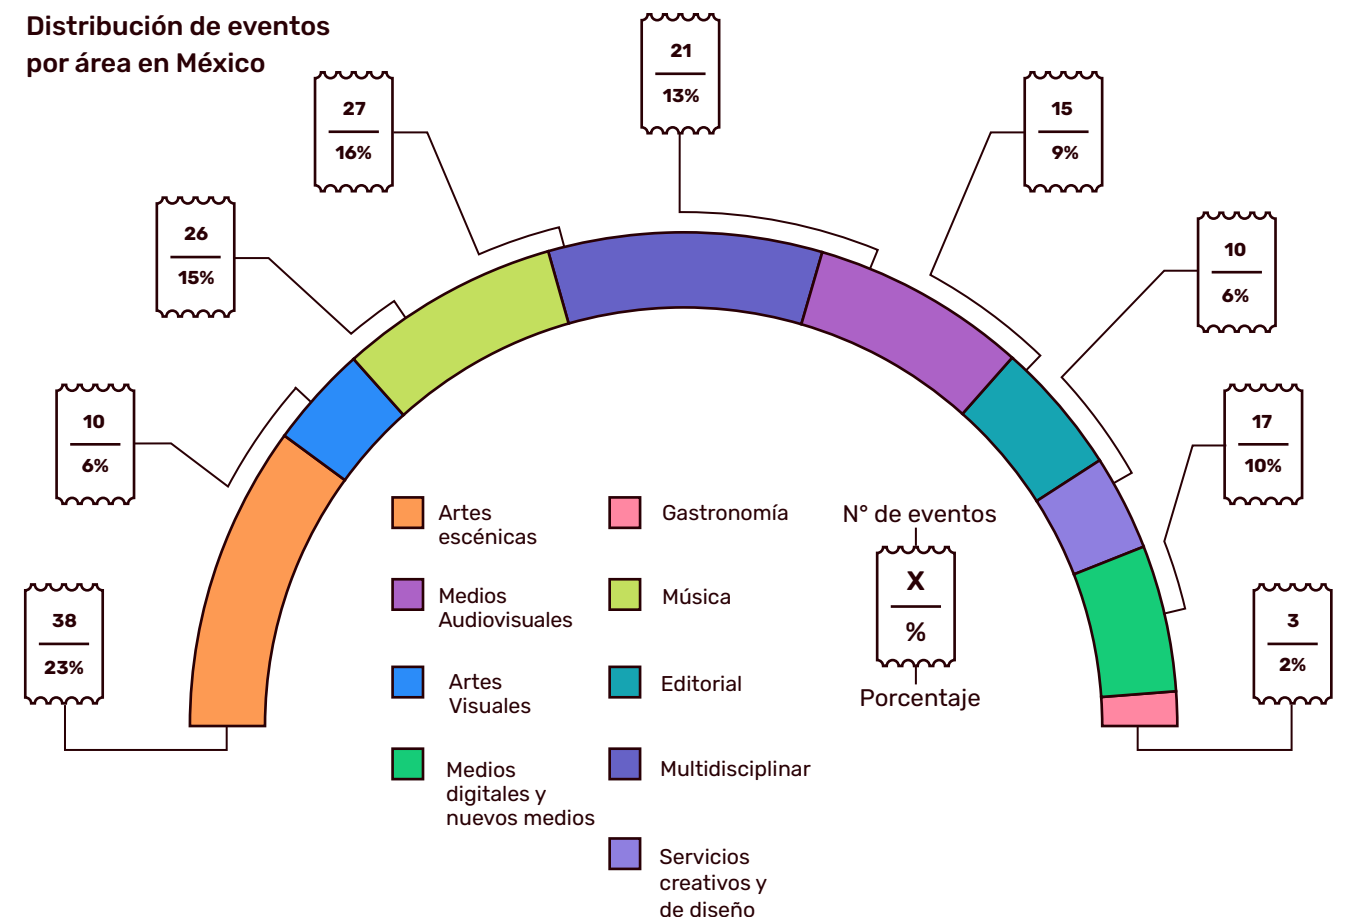 Distribución de eventos
por área en México
21
13%
27
16%
15
9%
26
15%
10
6%
10
6%
17
10%
38
23%
3
2%
Artes
escénicas
Medios
Audiovisuales
Artes
Visuales
Medios
digitales y
nuevos medios
Gastronomía
Música
Editorial
Multidisciplinar
Servicios
creativos y
de diseño
N° de eventos
X
%
Porcentaje